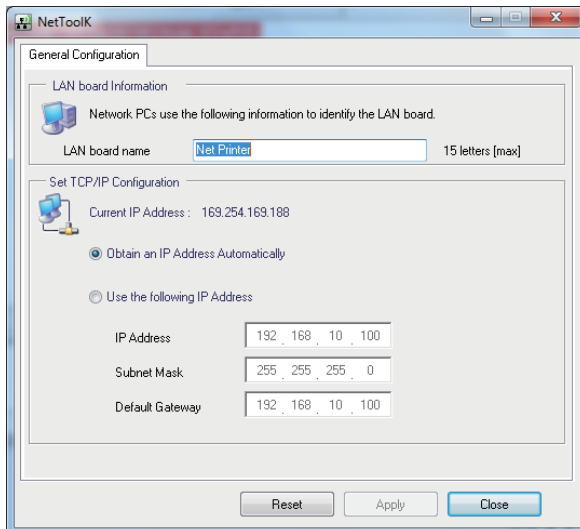 NetToolK
General Configuration
LAN board Information
Network PCs use the following information to identify the LAN board.
LAN board name Net Printer 15 letters [max]
Set TCP/IP Configuration
Current IP Address : 169.254.169.188
Obtain an IP Address Automatically
Use the following IP Address
IP Address 192 . 168 . 10 . 100
Subnet Mask 255 . 255 . 255 . 0
Default Gateway 192 . 168 . 10 . 100
Reset Apply Close